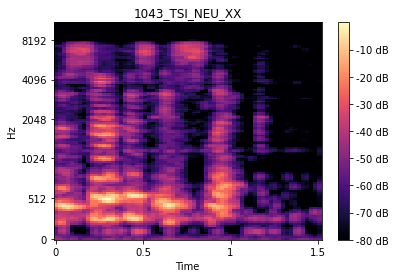 1043_TSI_NEU_XX
8192
4096
2048
1024
512
0
Hz
0
0.5
1
1.5
Time
-10 dB
-20 dB
-30 dB
-40 dB
-50 dB
-60 dB
-70 dB
-80 dB